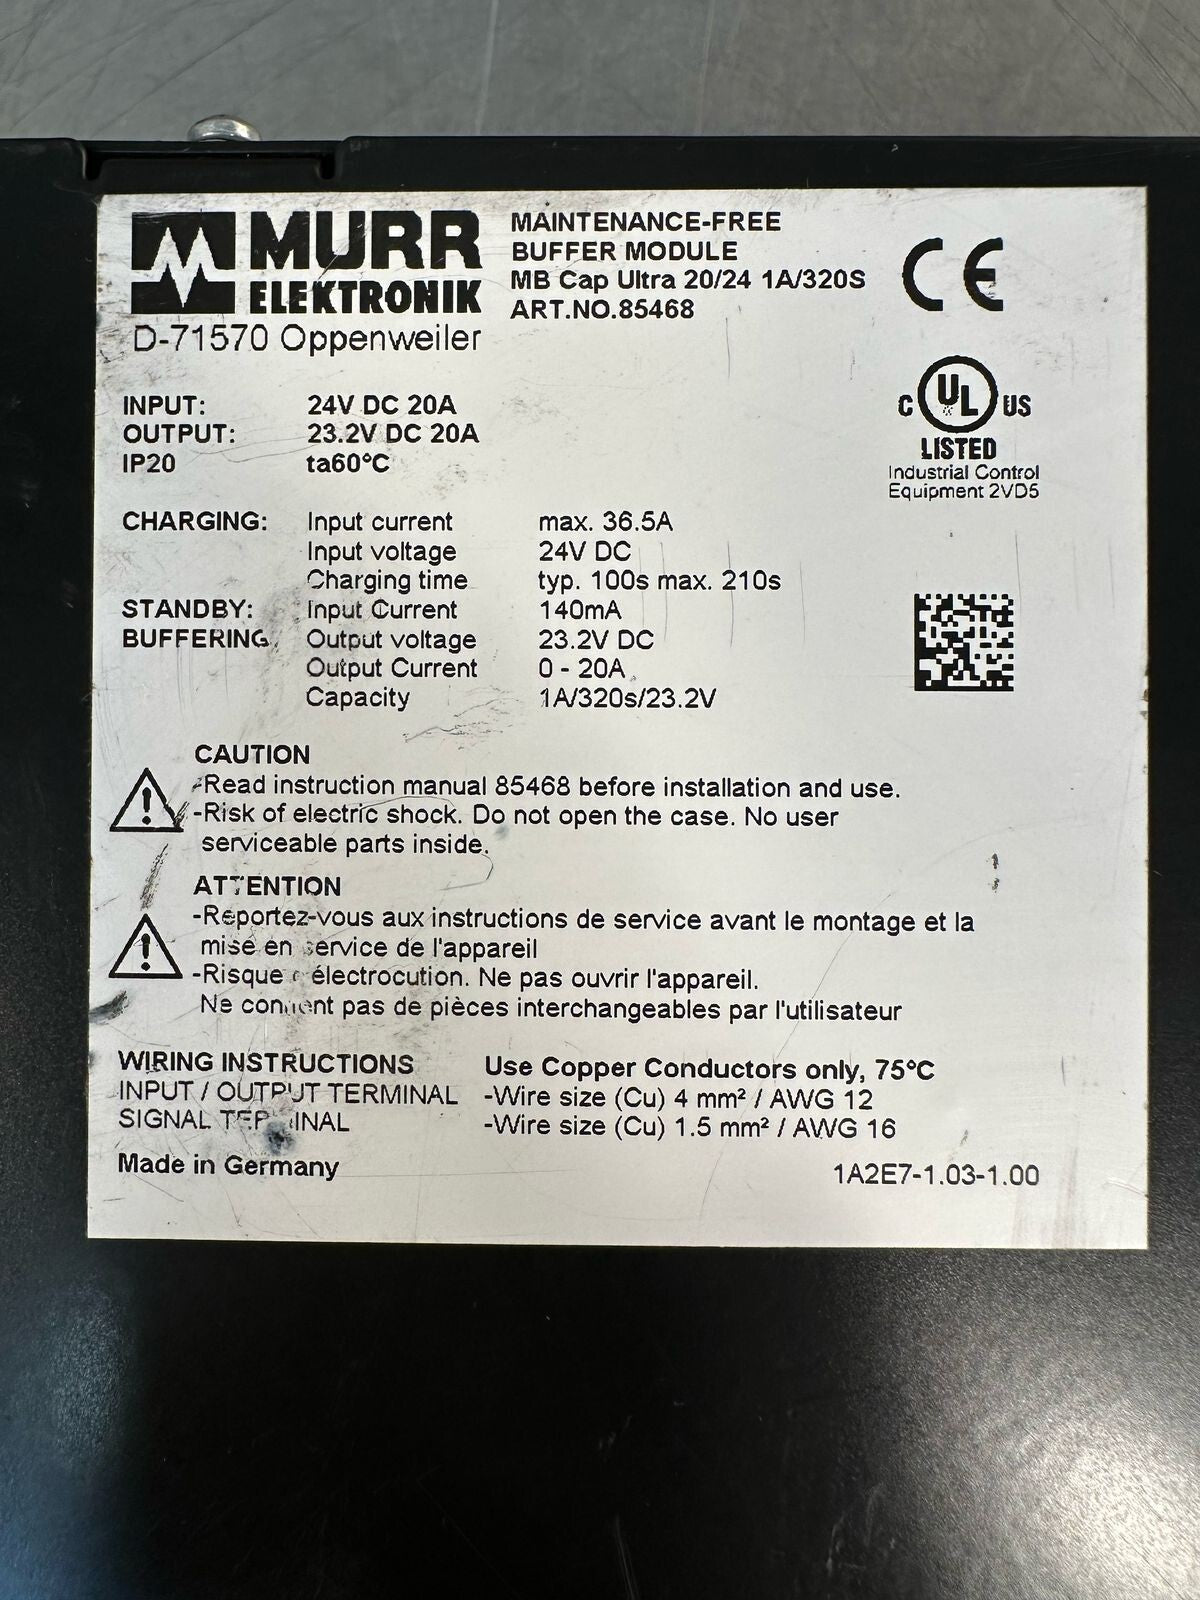 MURR
ELEKTRONIK
D-71570 Oppenweiler
MAINTENANCE-FREE
BUFFER MODULE
MB Cap Ultra 20/24 1A/320S
ART.NO.85468
CE
C UL US
LISTED
Industrial Control
Equipment 2VD5
INPUT: 24V DC 20A
OUTPUT: 23.2V DC 20A
IP20 ta60°C
CHARGING: Input current max. 36.5A
Input voltage 24V DC
Charging time typ. 100s max. 210s
STANDBY: Input Current 140mA
BUFFERING: Output voltage 23.2V DC
Output Current 0 - 20A
Capacity 1A/320s/23.2V
CAUTION
-Read instruction manual 85468 before installation and use.
-Risk of electric shock. Do not open the case. No user
serviceable parts inside.
ATTENTION
-Reportez-vous aux instructions de service avant le montage et la
mise en service de l'appareil
-Risque d'électrocution. Ne pas ouvrir l'appareil.
Ne contient pas de pièces interchangeables par l'utilisateur
WIRING INSTRUCTIONS Use Copper Conductors only, 75°C
INPUT / OUTPUT TERMINAL -Wire size (Cu) 4 mm² / AWG 12
SIGNAL TERMINAL -Wire size (Cu) 1.5 mm² / AWG 16
Made in Germany 1A2E7-1.03-1.00